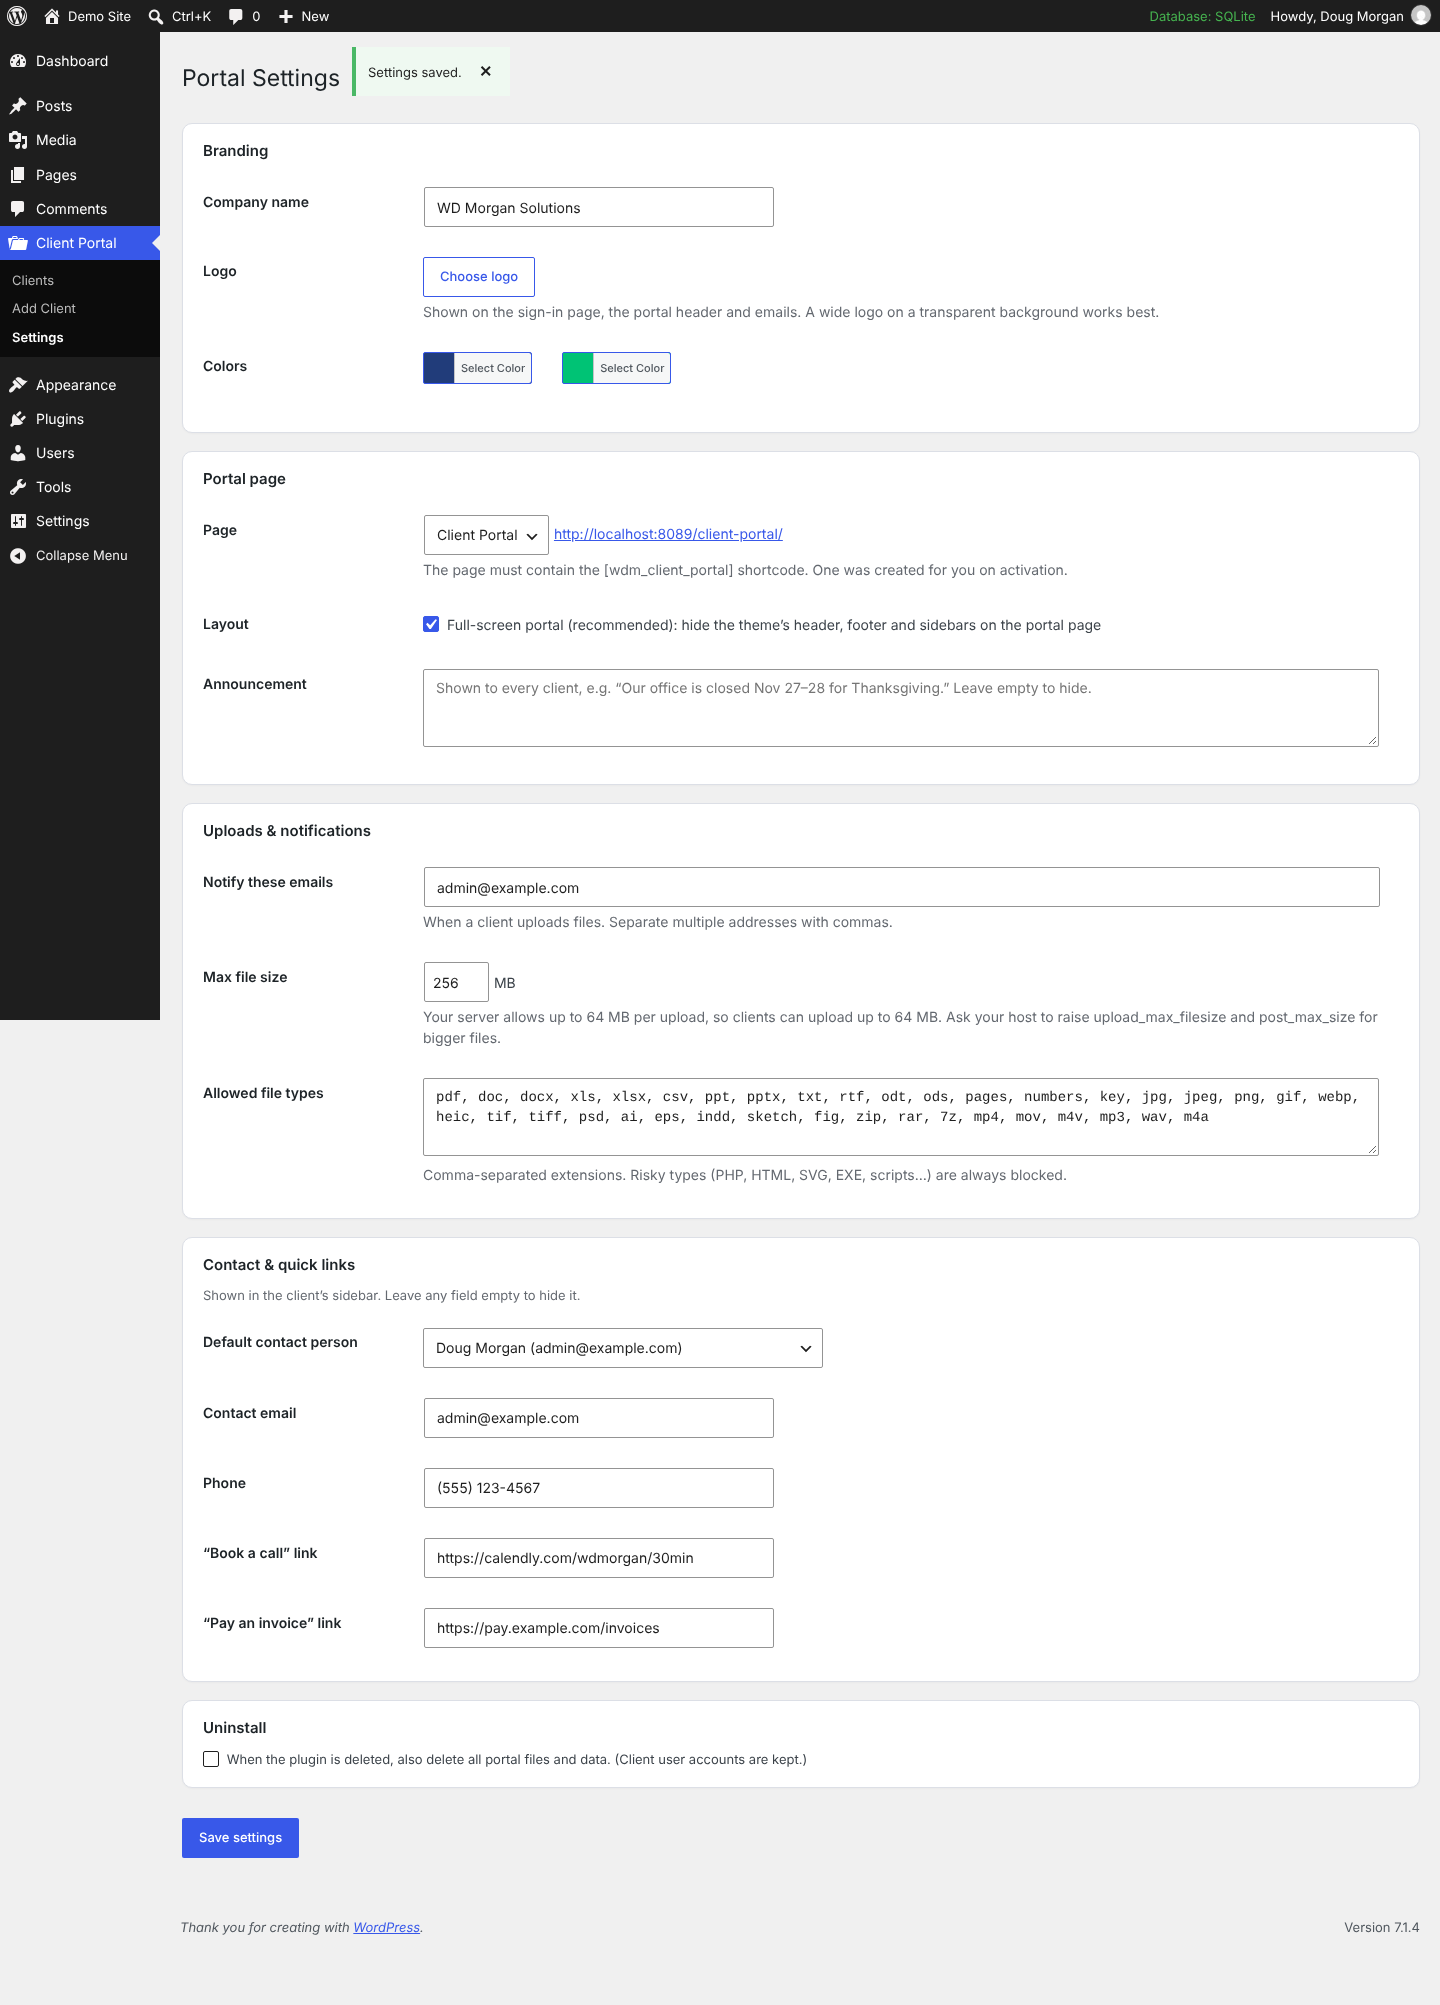 Demo Site
Ctrl+K
0
New
Database: SQLite
Howdy, Doug Morgan
Dashboard
Posts
Media
Pages
Comments
Client Portal
Clients
Add Client
Settings
Appearance
Plugins
Users
Tools
Settings
Collapse Menu
Portal Settings
Settings saved.
Branding
Company name
WD Morgan Solutions
Logo
Choose logo
Shown on the sign-in page, the portal header and emails. A wide logo on a transparent background works best.
Colors
Select Color
Select Color
Portal page
Page
Client Portal
http://localhost:8089/client-portal/
The page must contain the [wdm_client_portal] shortcode. One was created for you on activation.
Layout
Full-screen portal (recommended): hide the theme’s header, footer and sidebars on the portal page
Announcement
Shown to every client, e.g. “Our office is closed Nov 27–28 for Thanksgiving.” Leave empty to hide.
Uploads & notifications
Notify these emails
admin@example.com
When a client uploads files. Separate multiple addresses with commas.
Max file size
256
MB
Your server allows up to 64 MB per upload, so clients can upload up to 64 MB. Ask your host to raise upload_max_filesize and post_max_size for
bigger files.
Allowed file types
pdf, doc, docx, xls, xlsx, csv, ppt, pptx, txt, rtf, odt, ods, pages, numbers, key, jpg, jpeg, png, gif, webp,
heic, tif, tiff, psd, ai, eps, indd, sketch, fig, zip, rar, 7z, mp4, mov, m4v, mp3, wav, m4a
Comma-separated extensions. Risky types (PHP, HTML, SVG, EXE, scripts…) are always blocked.
Contact & quick links
Shown in the client’s sidebar. Leave any field empty to hide it.
Default contact person
Doug Morgan (admin@example.com)
Contact email
admin@example.com
Phone
(555) 123-4567
“Book a call” link
https://calendly.com/wdmorgan/30min
“Pay an invoice” link
https://pay.example.com/invoices
Uninstall
When the plugin is deleted, also delete all portal files and data. (Client user accounts are kept.)
Save settings
Thank you for creating with WordPress.
Version 7.1.4